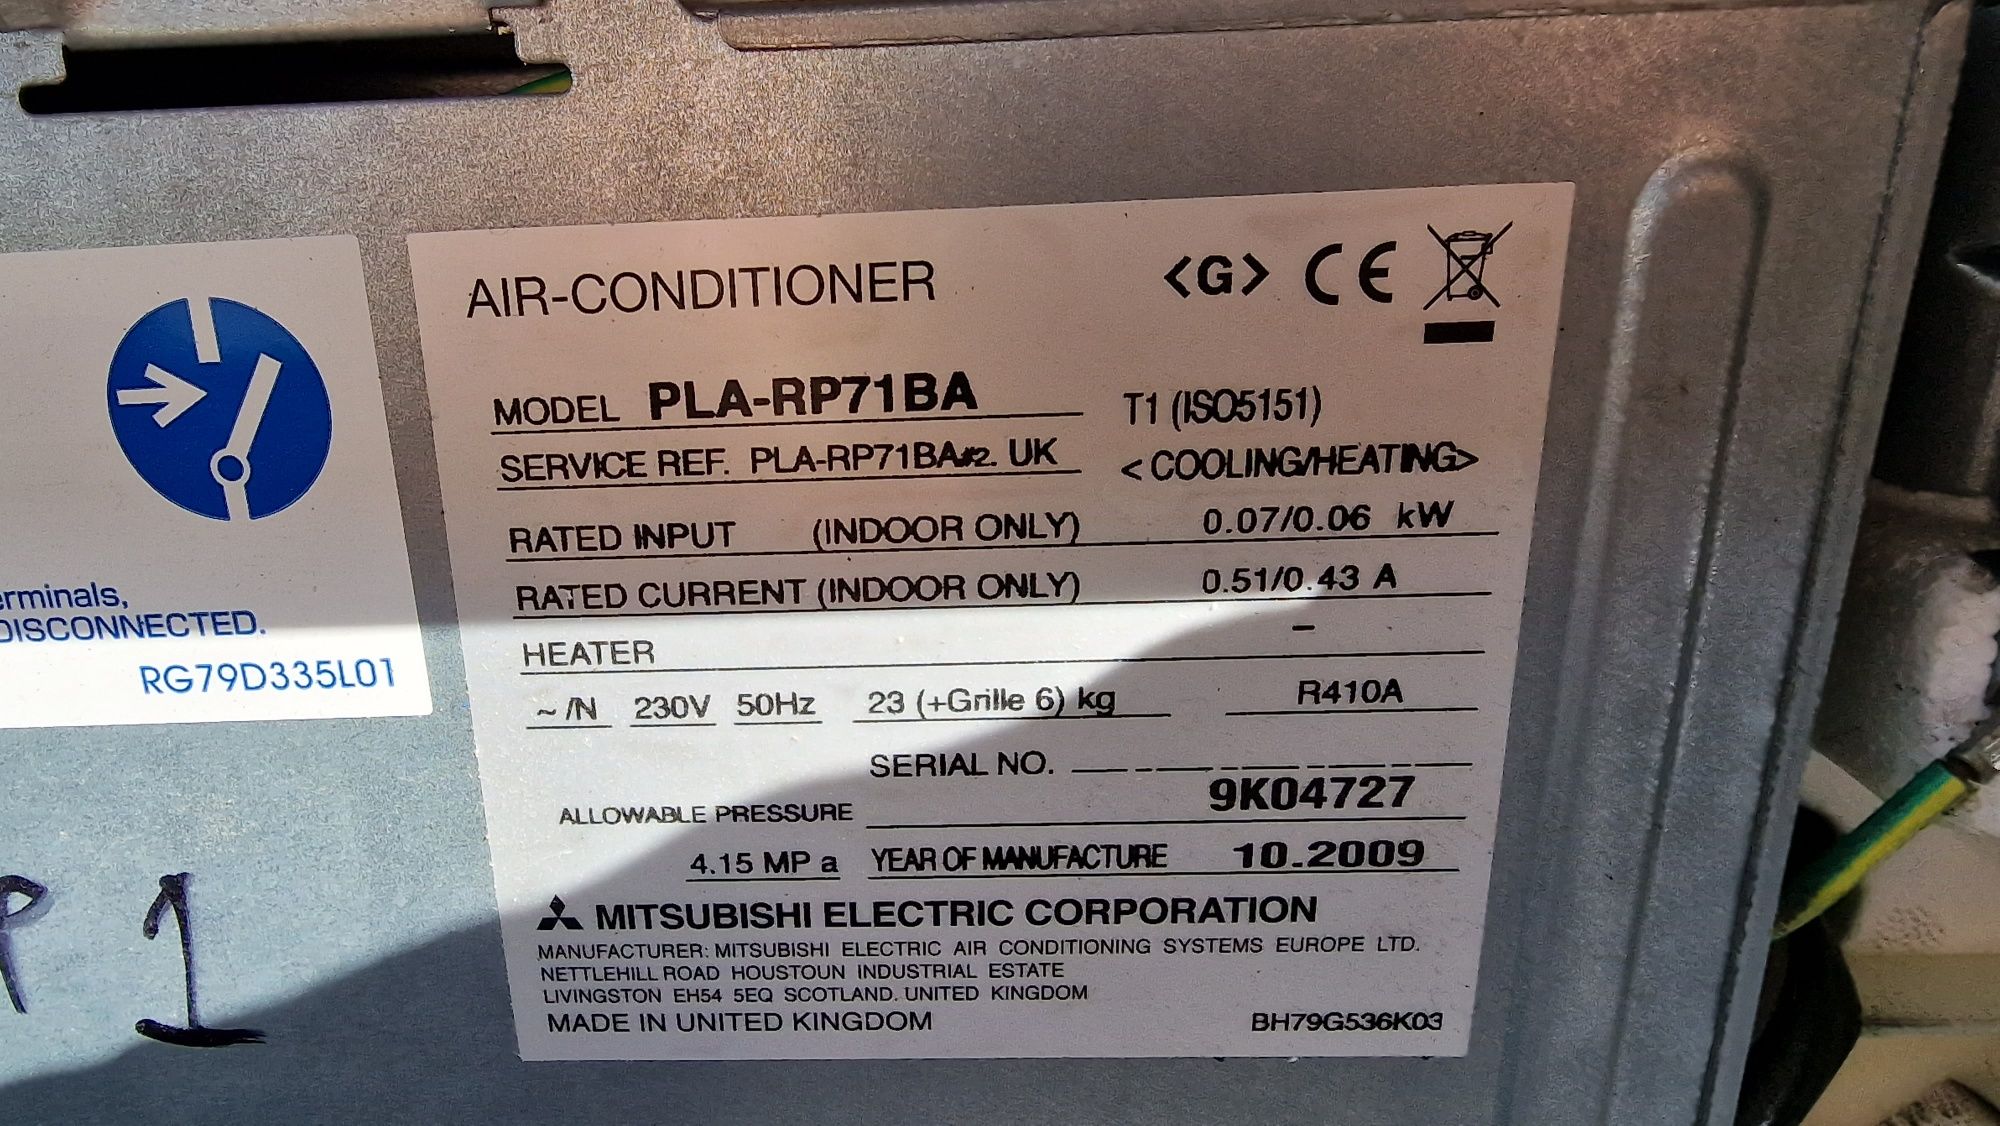 AIR-CONDITIONER <G> CE
MODEL PLA-RP71BA T1 (ISO5151)
SERVICE REF. PLA-RP71BA#2. UK <COOLING/HEATING>
RATED INPUT (INDOOR ONLY) 0.07/0.06 kW
RATED CURRENT (INDOOR ONLY) 0.51/0.43 A
HEATER –
~/N 230V 50Hz 23 (+Grille 6) kg R410A
SERIAL NO.
9K04727
ALLOWABLE PRESSURE
4.15 MPa YEAR OF MANUFACTURE 10.2009
MITSUBISHI ELECTRIC CORPORATION
MANUFACTURER: MITSUBISHI ELECTRIC AIR CONDITIONING SYSTEMS EUROPE LTD.
NETTLEHILL ROAD HOUSTOUN INDUSTRIAL ESTATE
LIVINGSTON EH54 5EQ SCOTLAND. UNITED KINGDOM
MADE IN UNITED KINGDOM BH79G536K03
erminals,
DISCONNECTED.
RG79D335L01
P 1